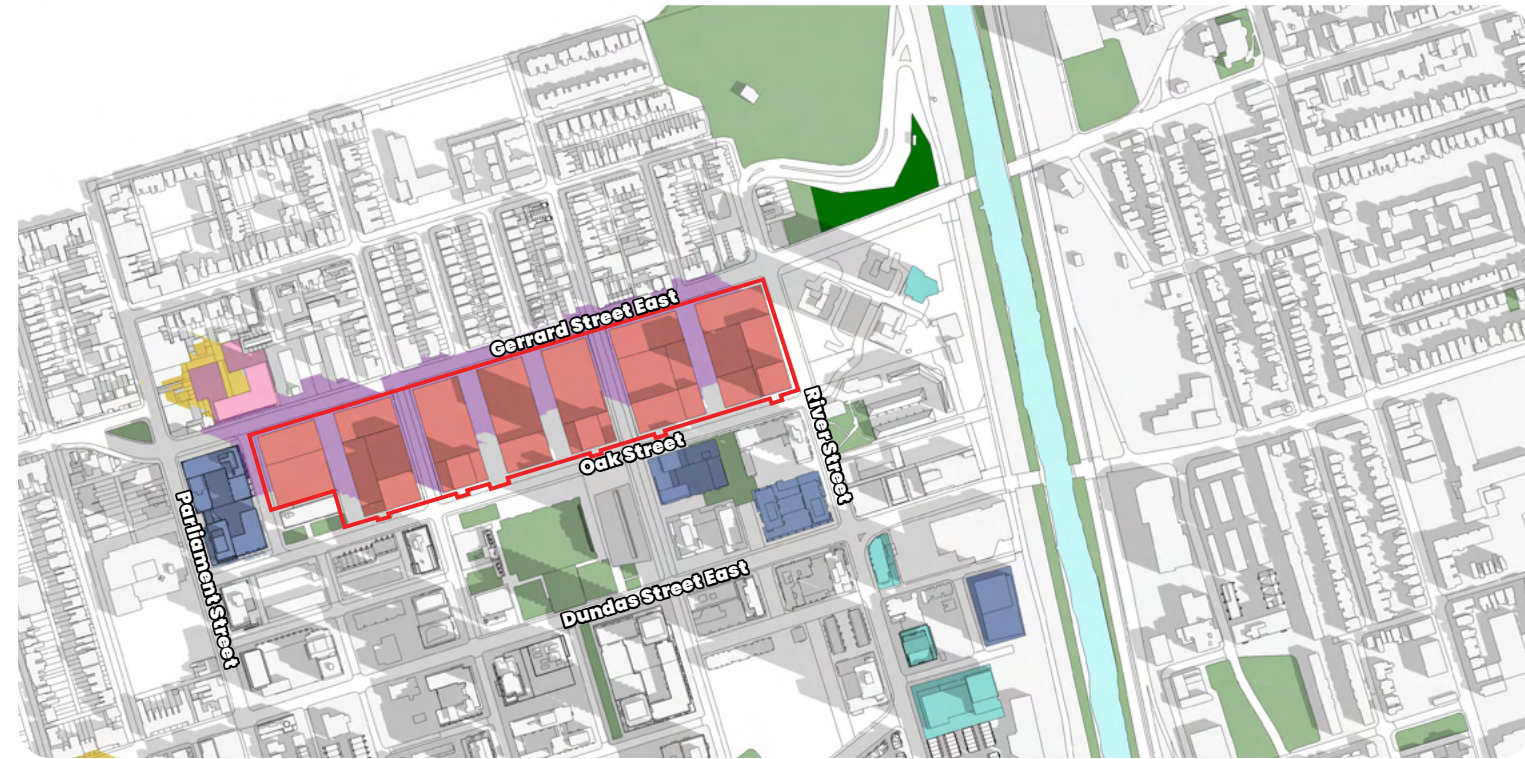 Gerrard Street East
Oak Street
River Street
Parliament Street
Dundas Street East